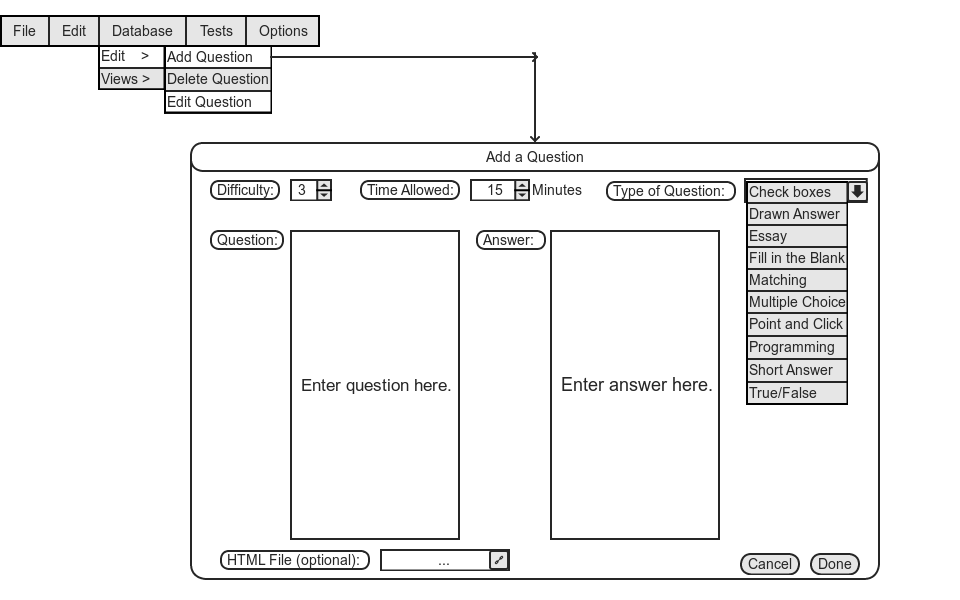 File Edit Database Tests Options
Edit > Add Question
Views > Delete Question
Edit Question
Add a Question
Difficulty: 3 Time Allowed: 15 Minutes Type of Question: Check boxes
Drawn Answer
Essay
Fill in the Blank
Matching
Multiple Choice
Point and Click
Programming
Short Answer
True/False
Question: Answer:
Enter question here. Enter answer here.
HTML File (optional): ...
Cancel Done